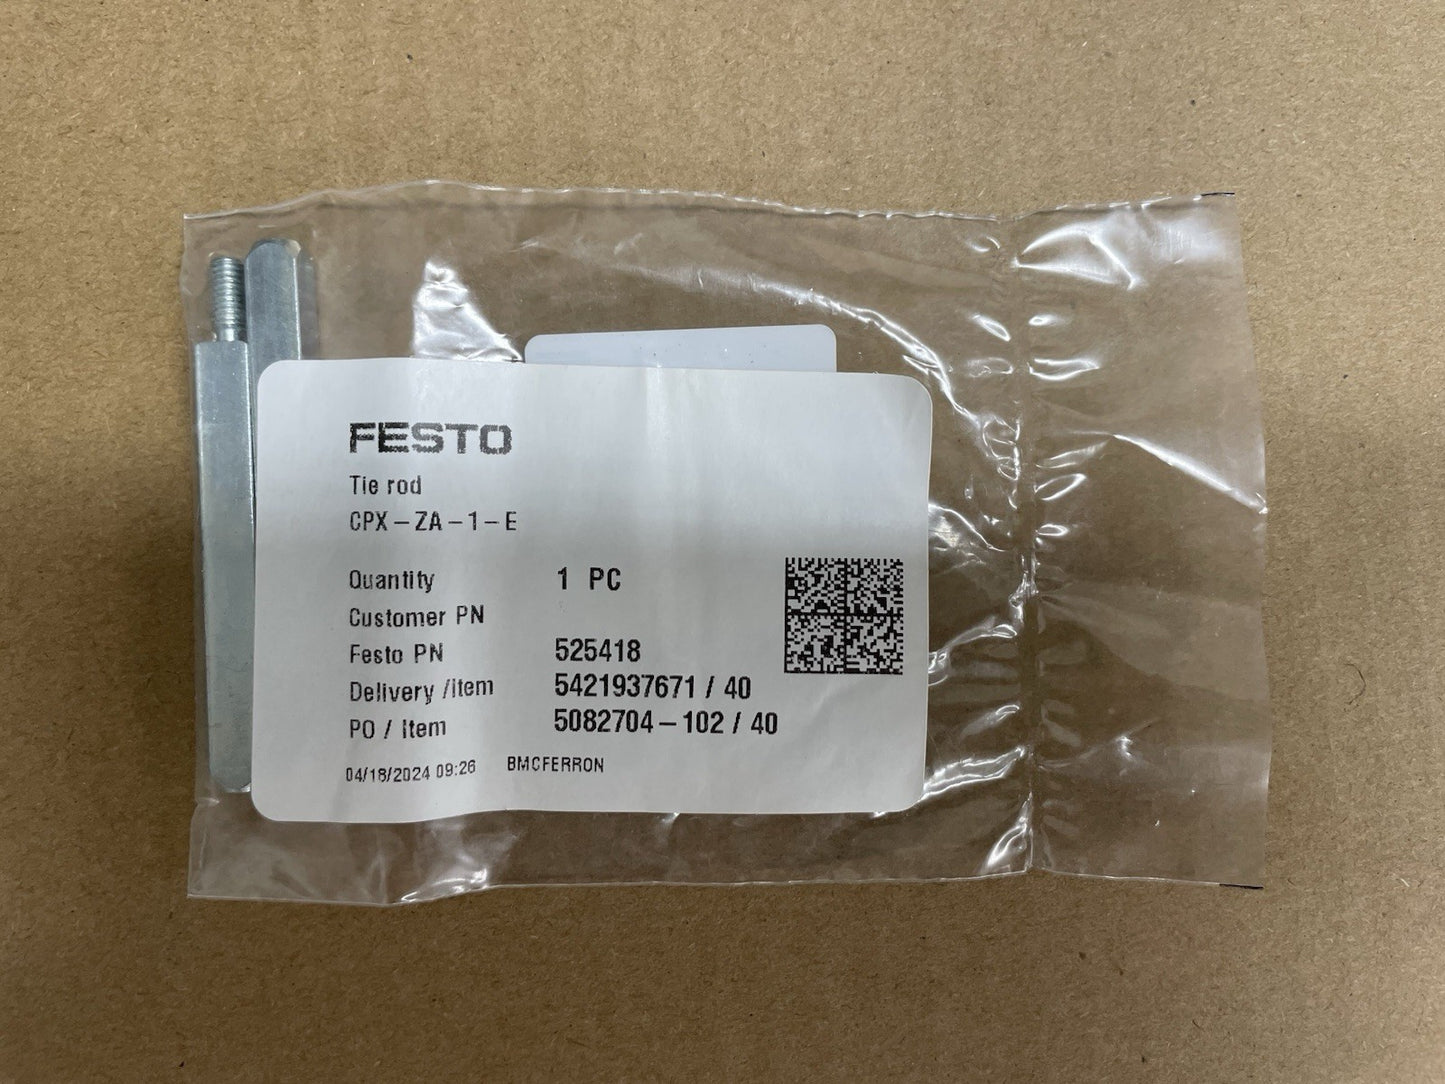 FESTO
Tie rod
CPX-ZA-1-E
Quantity 1 PC
Customer PN
Festo PN 525418
Delivery /Item 5421937671 / 40
PO / Item 5082704-102 / 40
04/18/2024 09:26 BMCFERRON